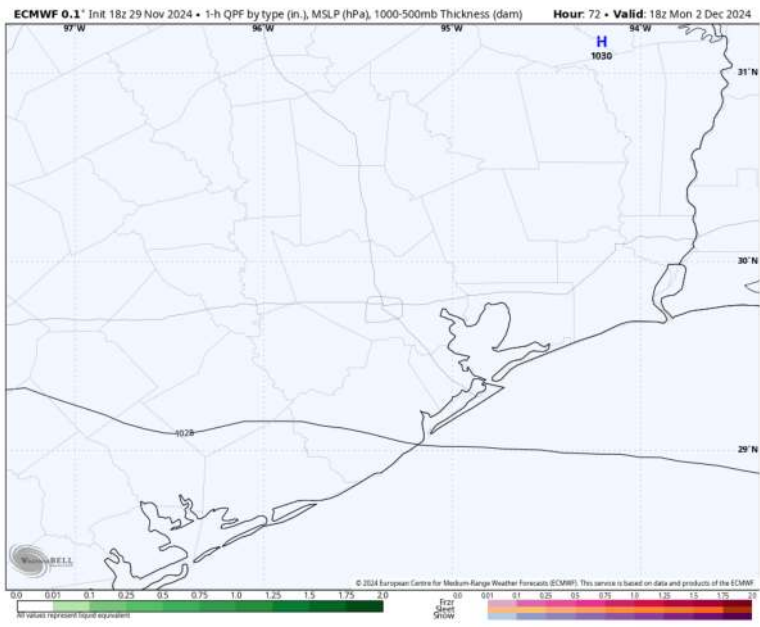 ECMWF 0.1° Init 18z 29 Nov 2024 • 1-h QPF by type (in.), MSLP (hPa), 1000-500mb Thickness (dam) Hour: 72 • Valid: 18z Mon 2 Dec 2024
97°W 96°W 95°W 94°W
H
1030
31°N
30°N
1028
29°N
WeatherBELL
© 2024 European Centre for Medium-Range Weather Forecasts (ECMWF). This service is based on data and products of the ECMWF
0.0 0.01 0.1 0.25 0.5 0.75 1.0 1.25 1.5 1.75 2.0 0.0 0.01 0.1 0.25 0.5 0.75 1.0 1.25 1.5 1.75 2.0
Frzr
Sleet
Snow
All values represent liquid equivalent